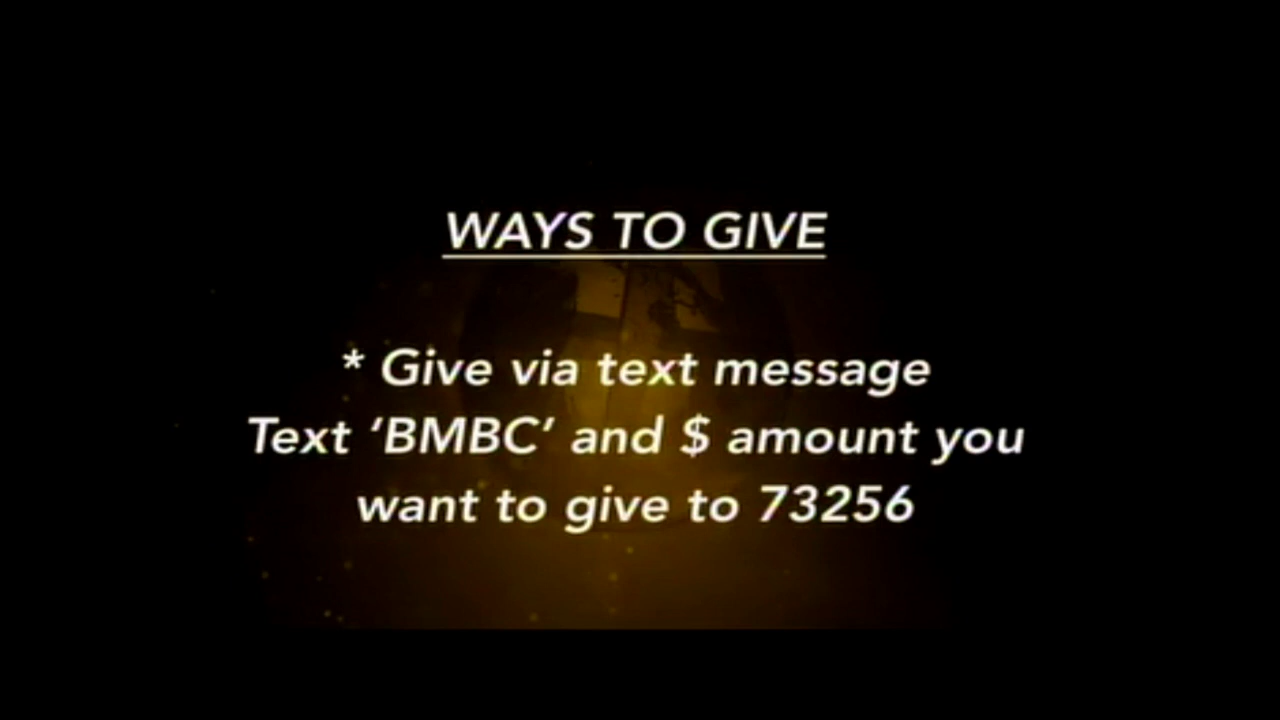 WAYS TO GIVE
* Give via text message
Text ‘BMBC’ and $ amount you
want to give to 73256